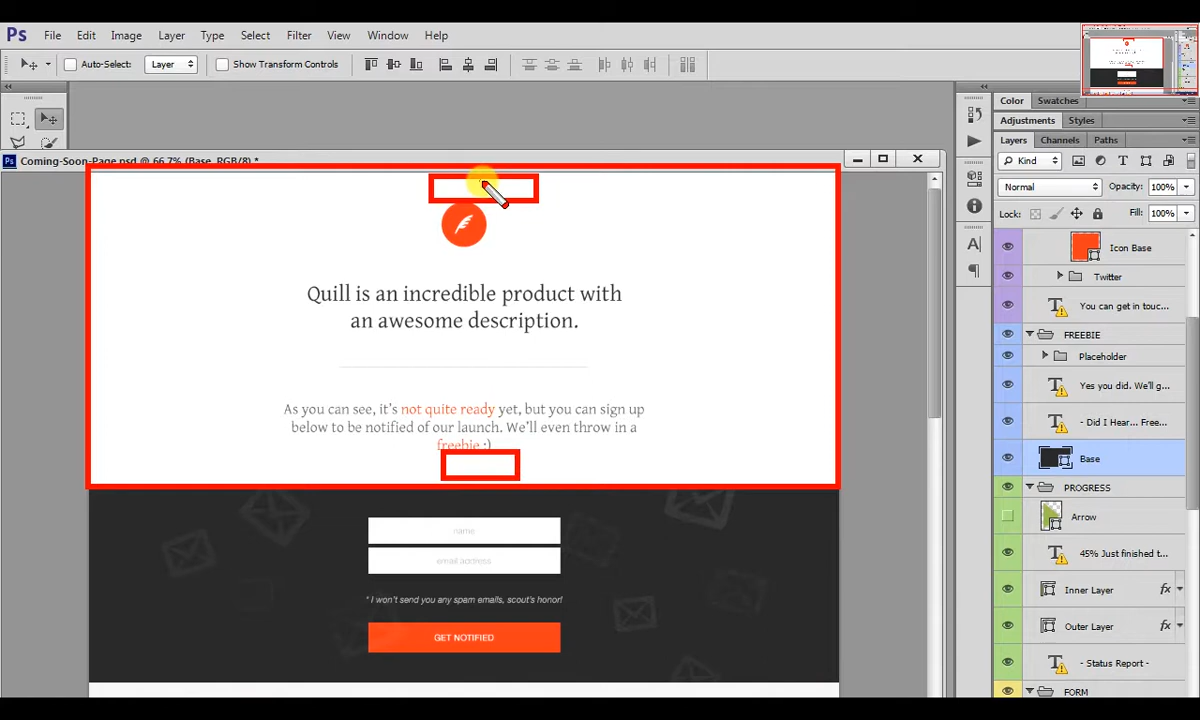 Ps File Edit Image Layer Type Select Filter View Window Help
Auto-Select: Layer Show Transform Controls
Color Swatches
Adjustments Styles
Layers Channels Paths
Kind
Normal Opacity: 100%
Lock: Fill: 100%
Ps Coming-Soon-Page.psd @ 66.7% (Base, RGB/8) *
Quill is an incredible product with
an awesome description.
As you can see, it's not quite ready yet, but you can sign up
below to be notified of our launch. We'll even throw in a
freebie :)
name
email address
* I won't send you any spam emails, scout's honor!
GET NOTIFIED
Icon Base
Twitter
T You can get in touc...
FREEBIE
Placeholder
T Yes you did. We'll g...
T - Did I Hear... Free...
Base
PROGRESS
Arrow
T 45% Just finished t...
Inner Layer fx
Outer Layer fx
T - Status Report -
FORM